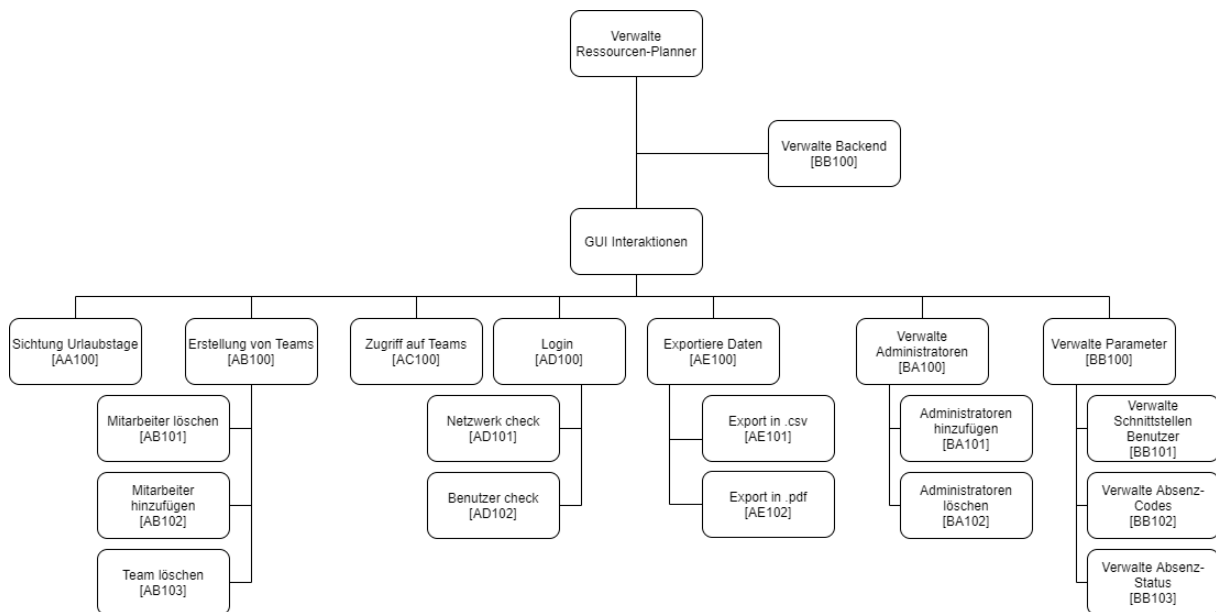 Verwalte
Ressourcen-Planner
Verwalte Backend
[BB100]
GUI Interaktionen
Sichtung Urlaubstage
[AA100]
Erstellung von Teams
[AB100]
Zugriff auf Teams
[AC100]
Login
[AD100]
Exportiere Daten
[AE100]
Verwalte
Administratoren
[BA100]
Verwalte Parameter
[BB100]
Mitarbeiter löschen
[AB101]
Mitarbeiter
hinzufügen
[AB102]
Team löschen
[AB103]
Netzwerk check
[AD101]
Benutzer check
[AD102]
Export in .csv
[AE101]
Export in .pdf
[AE102]
Administratoren
hinzufügen
[BA101]
Administratoren
löschen
[BA102]
Verwalte
Schnittstellen
Benutzer
[BB101]
Verwalte Absenz-
Codes
[BB102]
Verwalte Absenz-
Status
[BB103]